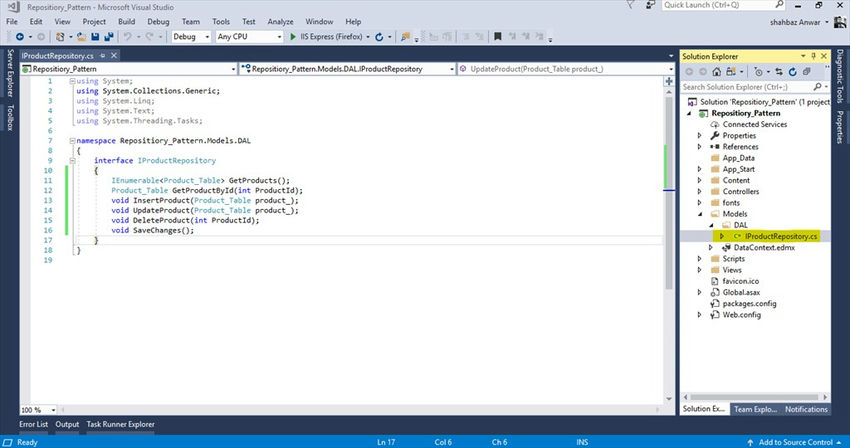 Repositiory_Pattern - Microsoft Visual Studio
Quick Launch (Ctrl+Q)
File Edit View Project Build Debug Team Tools Test Analyze Window Help
shahbaz Anwar
Debug Any CPU IIS Express (Firefox)
Server Explorer
Toolbox
IProductRepository.cs
Repositiory_Pattern
Repositiory_Pattern.Models.DAL.IProductRepository
UpdateProduct(Product_Table product_)
1 using System;
2 using System.Collections.Generic;
3 using System.Linq;
4 using System.Text;
5 using System.Threading.Tasks;
6
7 namespace Repositiory_Pattern.Models.DAL
8 {
9 interface IProductRepository
10 {
11 IEnumerable<Product_Table> GetProducts();
12 Product_Table GetProductById(int ProductId);
13 void InsertProduct(Product_Table product_);
14 void UpdateProduct(Product_Table product_);
15 void DeleteProduct(int ProductId);
16 void SaveChanges();
17 }
18 }
19
100 %
Solution Explorer
Search Solution Explorer (Ctrl+;)
Solution 'Repositiory_Pattern' (1 project
Repositiory_Pattern
Connected Services
Properties
References
App_Data
App_Start
Content
Controllers
fonts
Models
DAL
IProductRepository.cs
DataContext.edmx
Scripts
Views
favicon.ico
Global.asax
packages.config
Web.config
Solution Ex... Team Explo... Notifications
Diagnostic Tools
Properties
Error List Output Task Runner Explorer
Ready Ln 17 Col 6 Ch 6 INS Add to Source Control